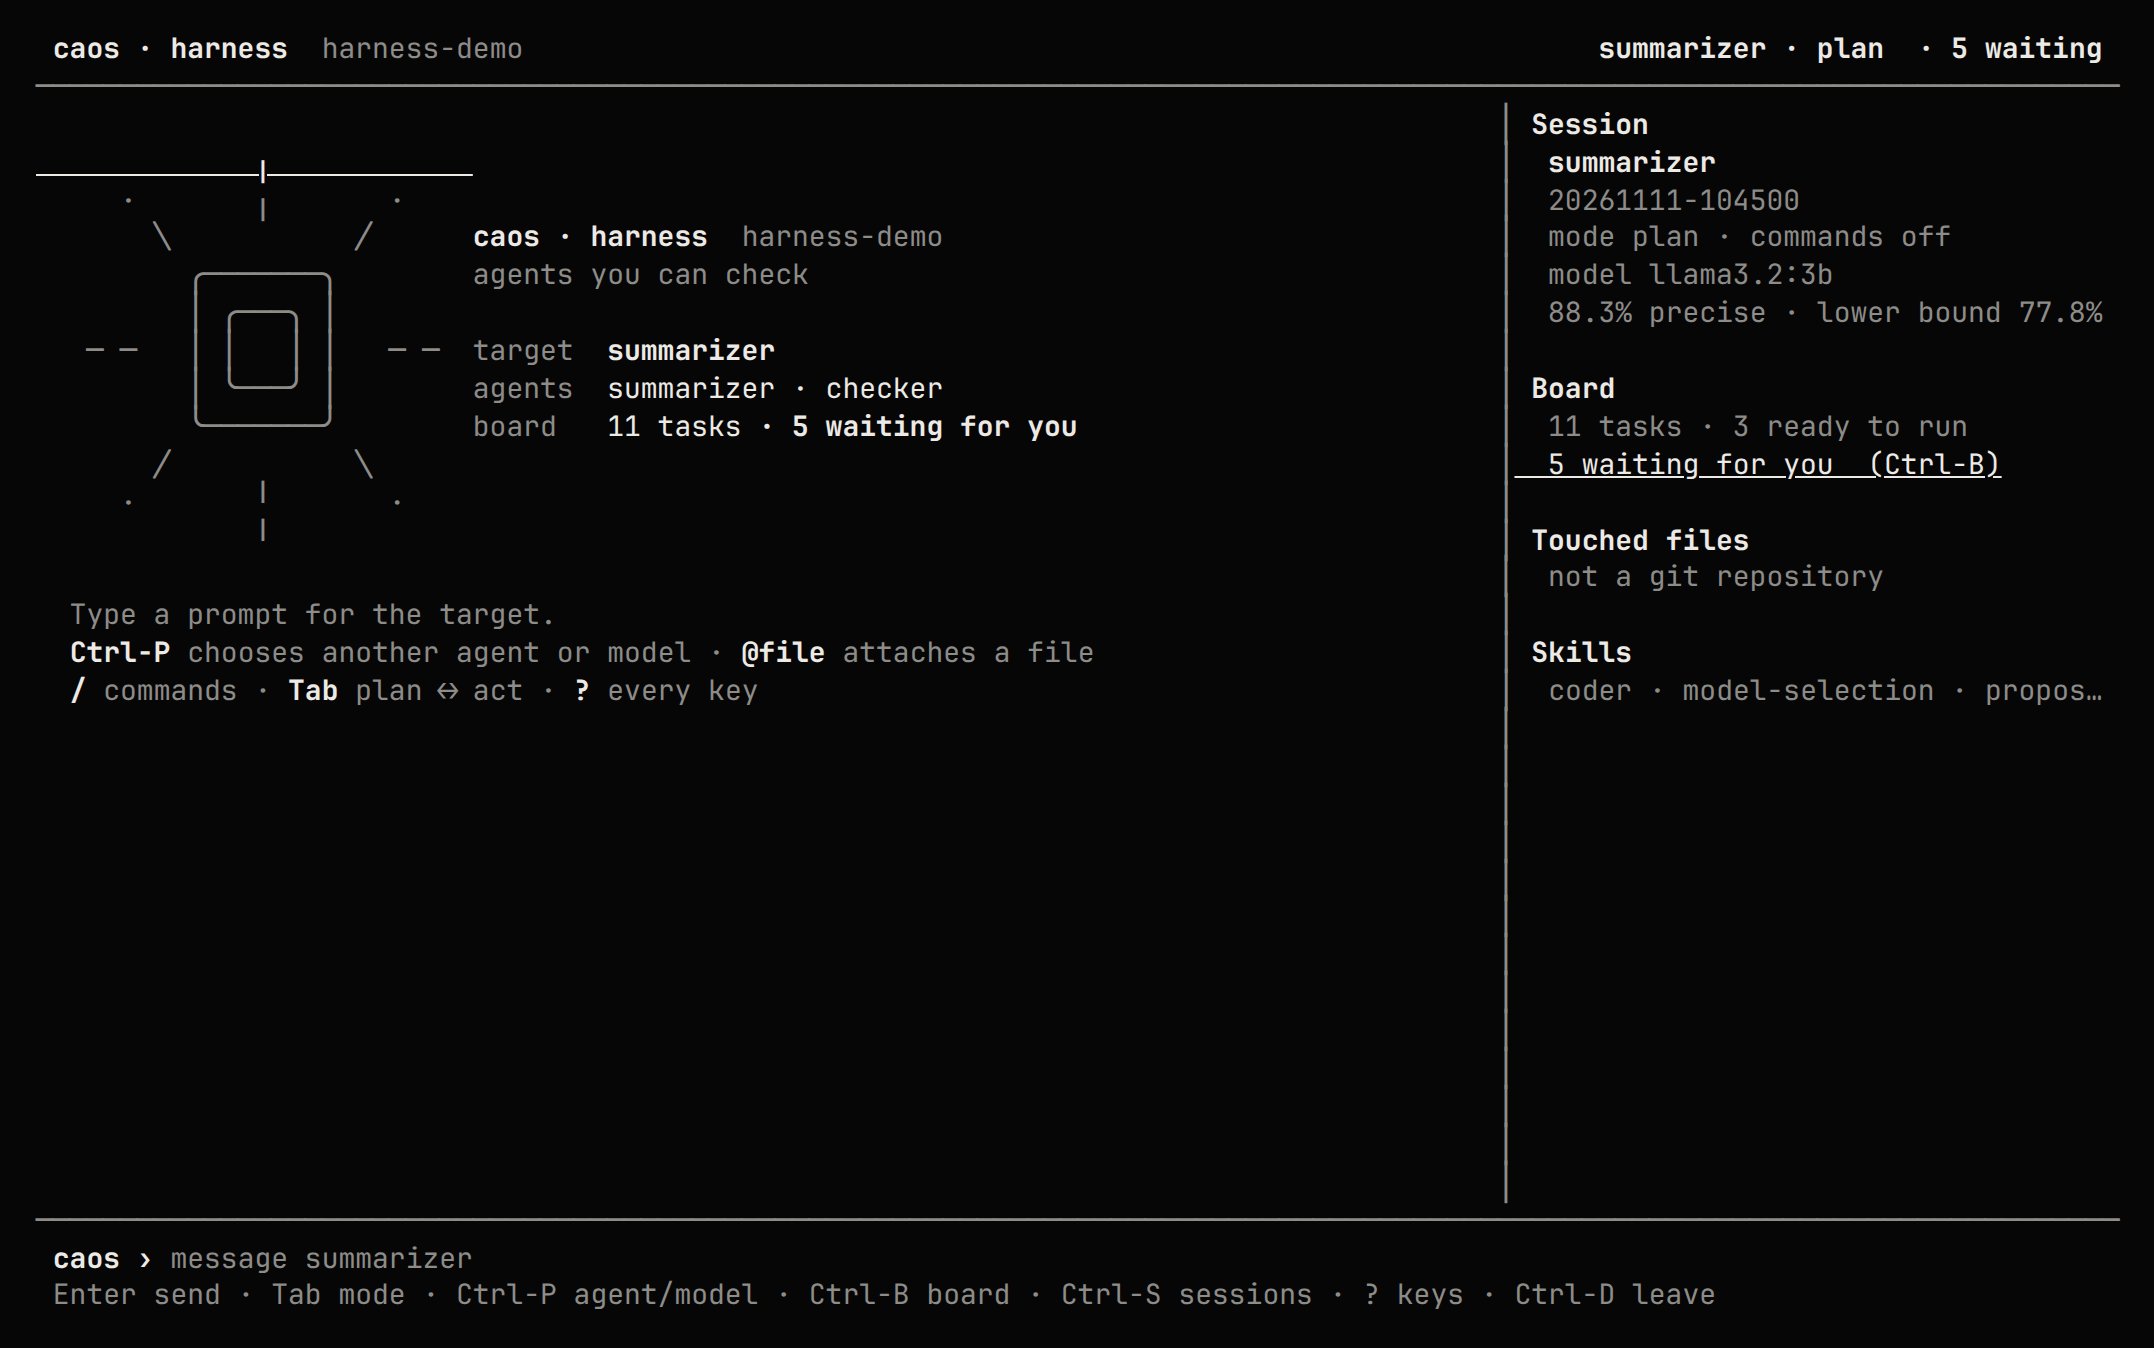 caos · harness  harness-demo
summarizer · plan  · 5 waiting
caos · harness  harness-demo
agents you can check
target  summarizer
agents  summarizer · checker
board   11 tasks · 5 waiting for you
Type a prompt for the target.
Ctrl-P chooses another agent or model · @file attaches a file
/ commands · Tab plan ↔ act · ? every key
Session
summarizer
20261111-104500
mode plan · commands off
model llama3.2:3b
88.3% precise · lower bound 77.8%
Board
11 tasks · 3 ready to run
5 waiting for you  (Ctrl-B)
Touched files
not a git repository
Skills
coder · model-selection · propos…
caos › message summarizer
Enter send · Tab mode · Ctrl-P agent/model · Ctrl-B board · Ctrl-S sessions · ? keys · Ctrl-D leave